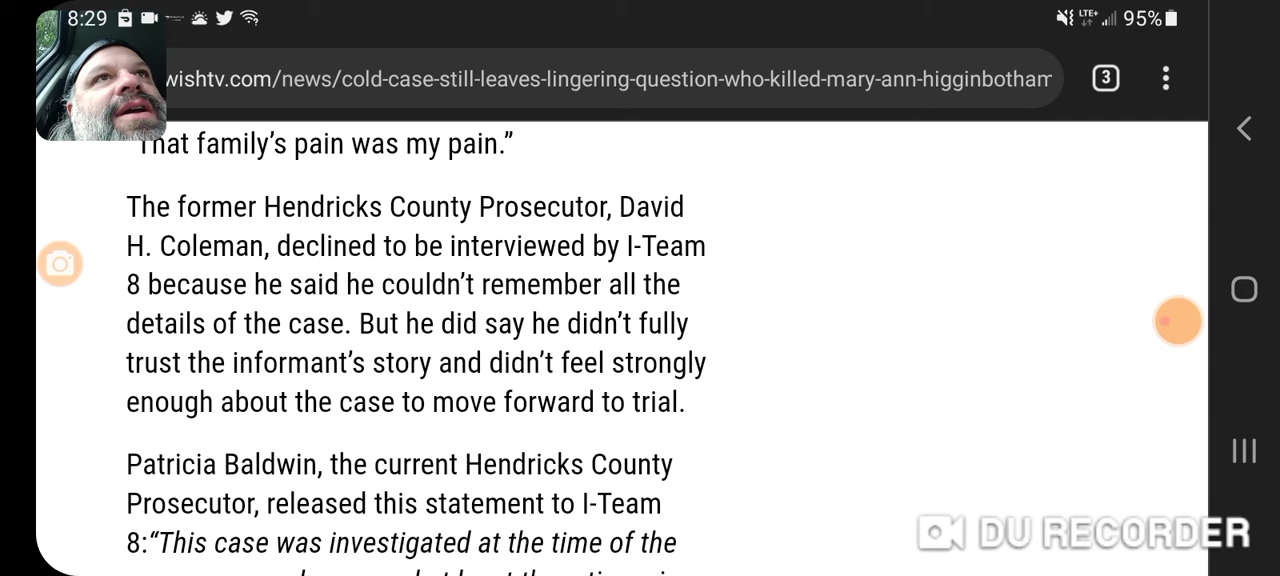 8:29
LTE+
95%
wishtv.com/news/cold-case-still-leaves-lingering-question-who-killed-mary-ann-higginbotham
3
That family's pain was my pain.”
The former Hendricks County Prosecutor, David
H. Coleman, declined to be interviewed by I-Team
8 because he said he couldn't remember all the
details of the case. But he did say he didn't fully
trust the informant's story and didn't feel strongly
enough about the case to move forward to trial.
Patricia Baldwin, the current Hendricks County
Prosecutor, released this statement to I-Team
8:“This case was investigated at the time of the
DU RECORDER